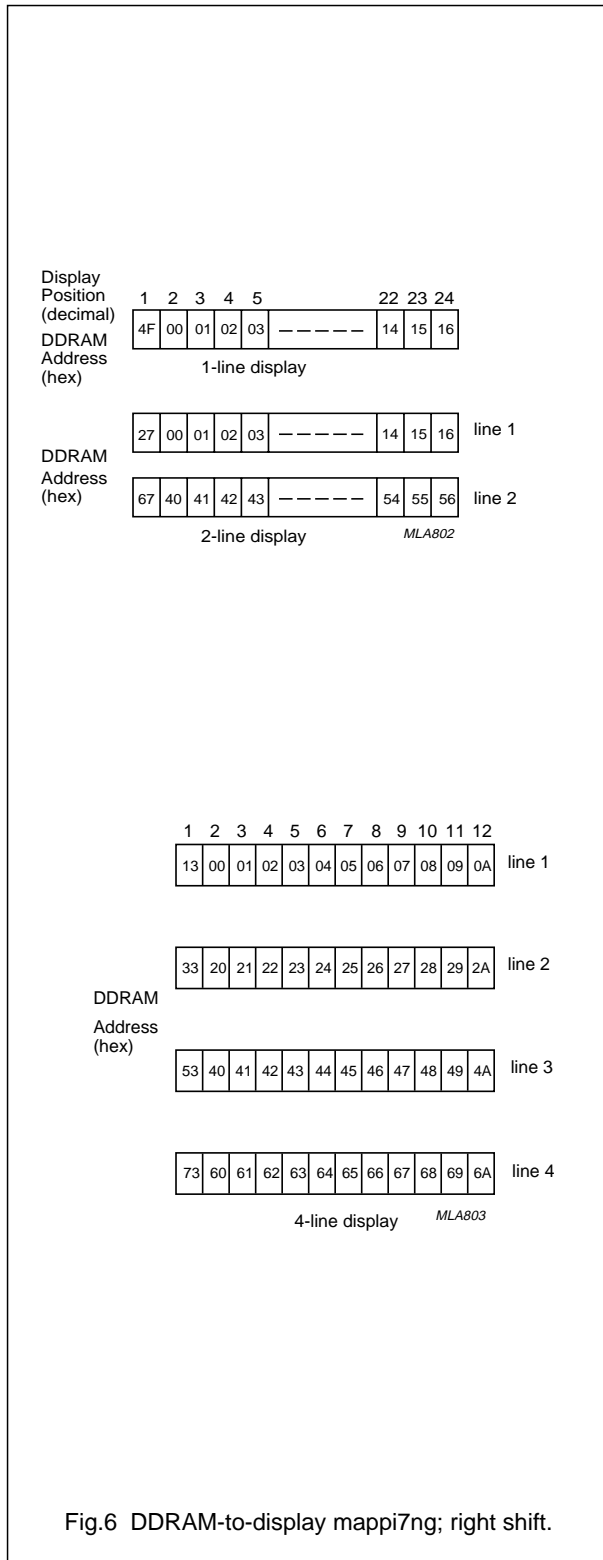 Display
Position
(decimal)
1 2 3 4 5 22 23 24
DDRAM
Address
(hex)
4F 00 01 02 03 – – – – – 14 15 16
1-line display
27 00 01 02 03 – – – – – 14 15 16 line 1
DDRAM
Address
(hex)
67 40 41 42 43 – – – – – 54 55 56 line 2
2-line display MLA802
1 2 3 4 5 6 7 8 9 10 11 12
13 00 01 02 03 04 05 06 07 08 09 0A line 1
33 20 21 22 23 24 25 26 27 28 29 2A line 2
DDRAM
Address
(hex)
53 40 41 42 43 44 45 46 47 48 49 4A line 3
73 60 61 62 63 64 65 66 67 68 69 6A line 4
4-line display MLA803
Fig.6 DDRAM-to-display mappi7ng; right shift.